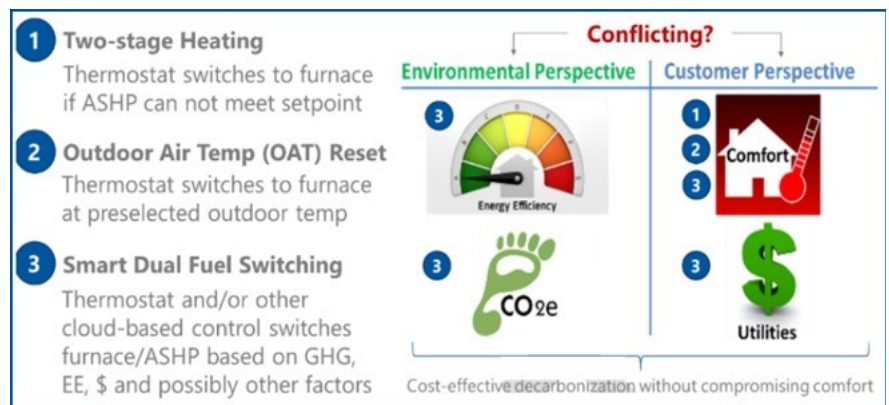 1 Two-stage Heating
Thermostat switches to furnace
if ASHP can not meet setpoint
2 Outdoor Air Temp (OAT) Reset
Thermostat switches to furnace
at preselected outdoor temp
3 Smart Dual Fuel Switching
Thermostat and/or other
cloud-based control switches
furnace/ASHP based on GHG,
EE, $ and possibly other factors
Conflicting?
Environmental Perspective
Customer Perspective
3
Energy Efficiency
1
2
3
Comfort
3
CO2e
3
$
Utilities
Cost-effective decarbonization without compromising comfort